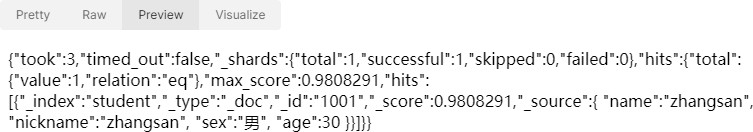 Pretty Raw Preview Visualize
{"took":3,"timed_out":false,"_shards":{"total":1,"successful":1,"skipped":0,"failed":0},"hits":{"total":
{"value":1,"relation":"eq"},"max_score":0.9808291,"hits":
[{"_index":"student","_type":"_doc","_id":"1001","_score":0.9808291,"_source":{ "name":"zhangsan",
"nickname":"zhangsan", "sex":"男", "age":30 }}]}}